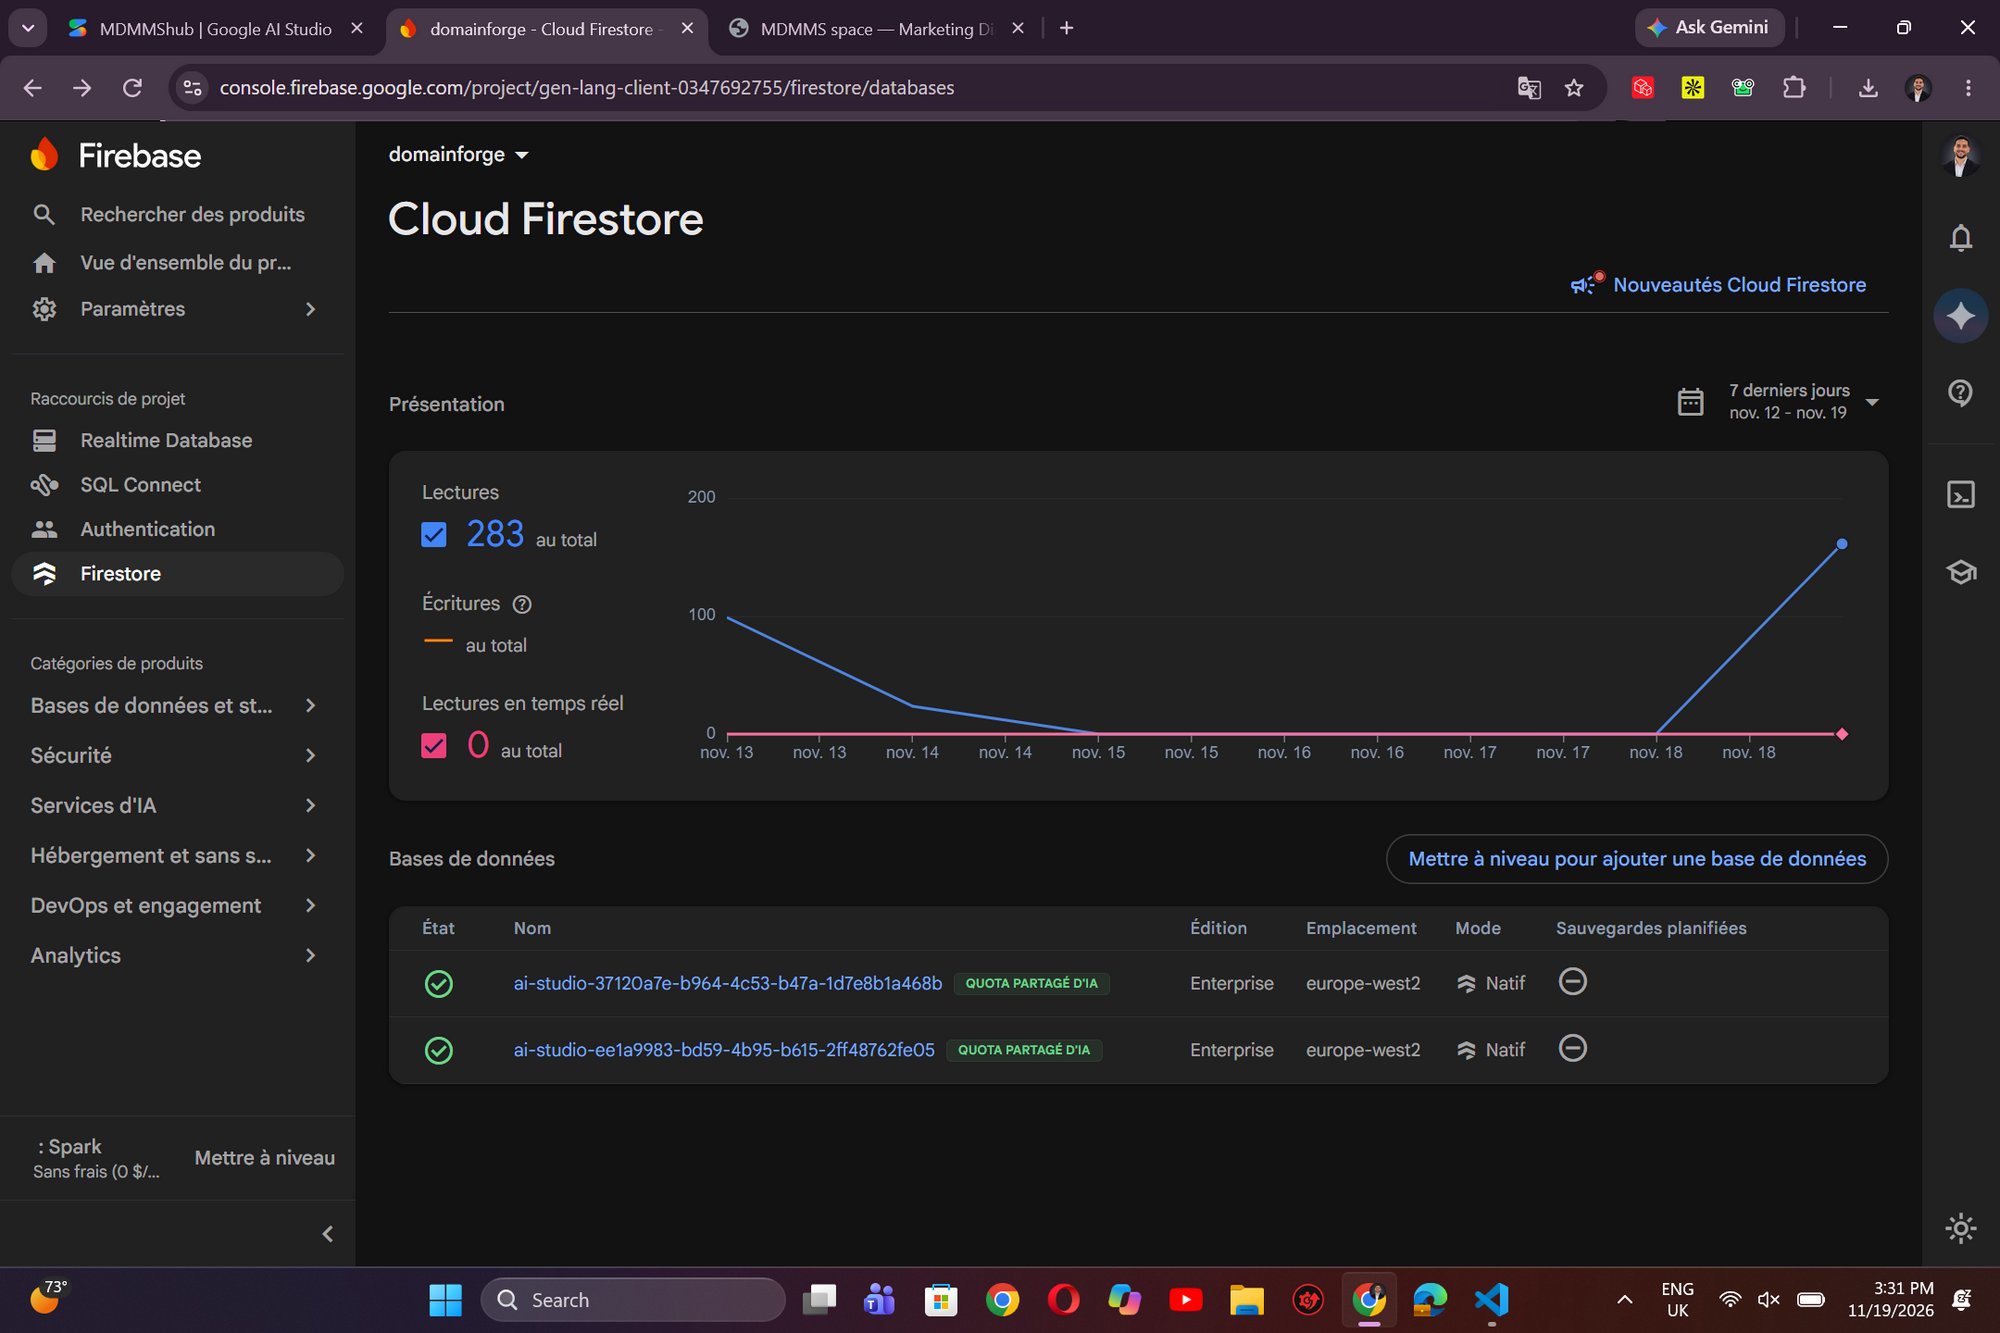 MDMMShub | Google AI Studio
domainforge - Cloud Firestore -
MDMMS space — Marketing Di
Ask Gemini
console.firebase.google.com/project/gen-lang-client-0347692755/firestore/databases
Firebase
Rechercher des produits
Vue d'ensemble du pr...
Paramètres
Raccourcis de projet
Realtime Database
SQL Connect
Authentication
Firestore
Catégories de produits
Bases de données et st...
Sécurité
Services d'IA
Hébergement et sans s...
DevOps et engagement
Analytics
: Spark
Sans frais (0 $/...
Mettre à niveau
domainforge
Cloud Firestore
Nouveautés Cloud Firestore
Présentation
7 derniers jours
nov. 12 - nov. 19
Lectures
283 au total
Écritures
au total
Lectures en temps réel
0 au total
200
100
0
nov. 13 nov. 13 nov. 14 nov. 14 nov. 15 nov. 15 nov. 16 nov. 16 nov. 17 nov. 17 nov. 18 nov. 18
Bases de données
Mettre à niveau pour ajouter une base de données
État Nom Édition Emplacement Mode Sauvegardes planifiées
ai-studio-37120a7e-b964-4c53-b47a-1d7e8b1a468b QUOTA PARTAGÉ D'IA Enterprise europe-west2 Natif
ai-studio-ee1a9983-bd59-4b95-b615-2ff48762fe05 QUOTA PARTAGÉ D'IA Enterprise europe-west2 Natif
73°
Search
ENG
UK
3:31 PM
11/19/2026